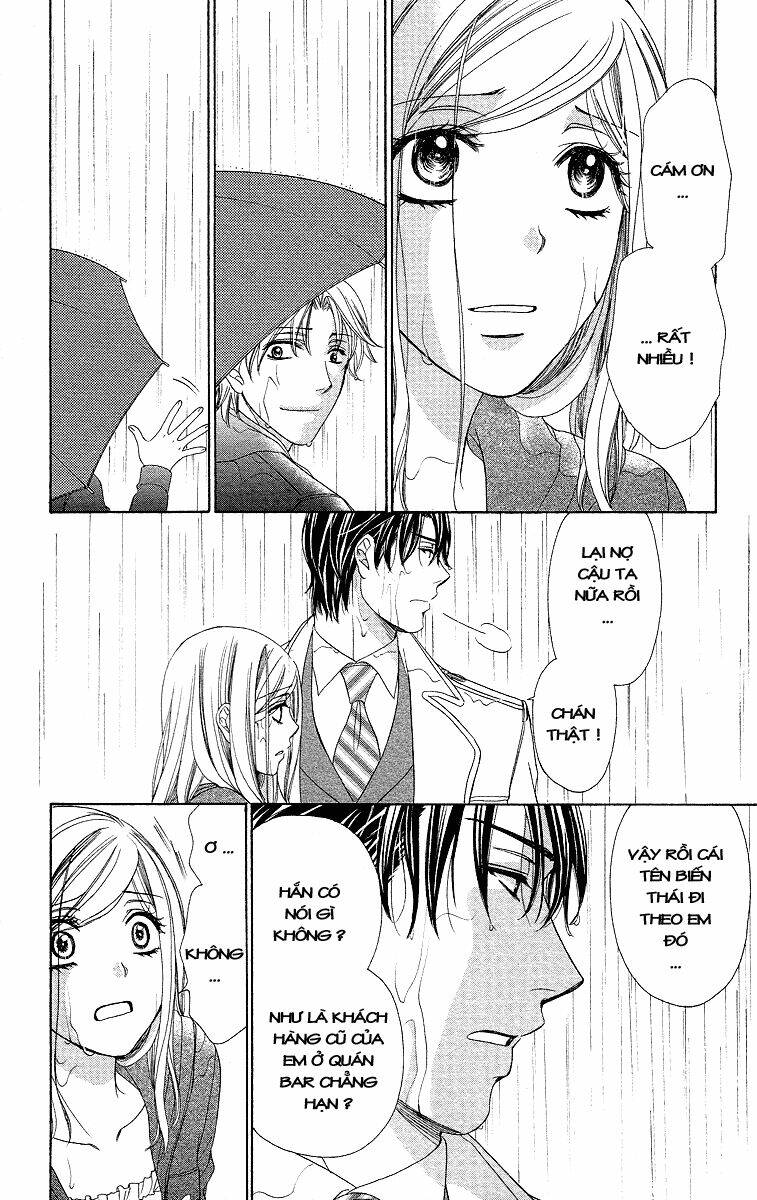 CÁM ƠN
...
... RẤT
NHIỀU !
LẠI NỢ
CẬU TA
NỮA RỒI
...
CHÁN
THẬT !
VẬY RỒI CÁI
TÊN BIẾN
THÁI ĐI
THEO EM
ĐÓ
...
HẮN CÓ
NÓI GÌ
KHÔNG ?
NHƯ LÀ KHÁCH
HÀNG CŨ CỦA
EM Ở QUÁN
BAR CHẲNG
HẠN ?
Ơ ...
KHÔNG
...